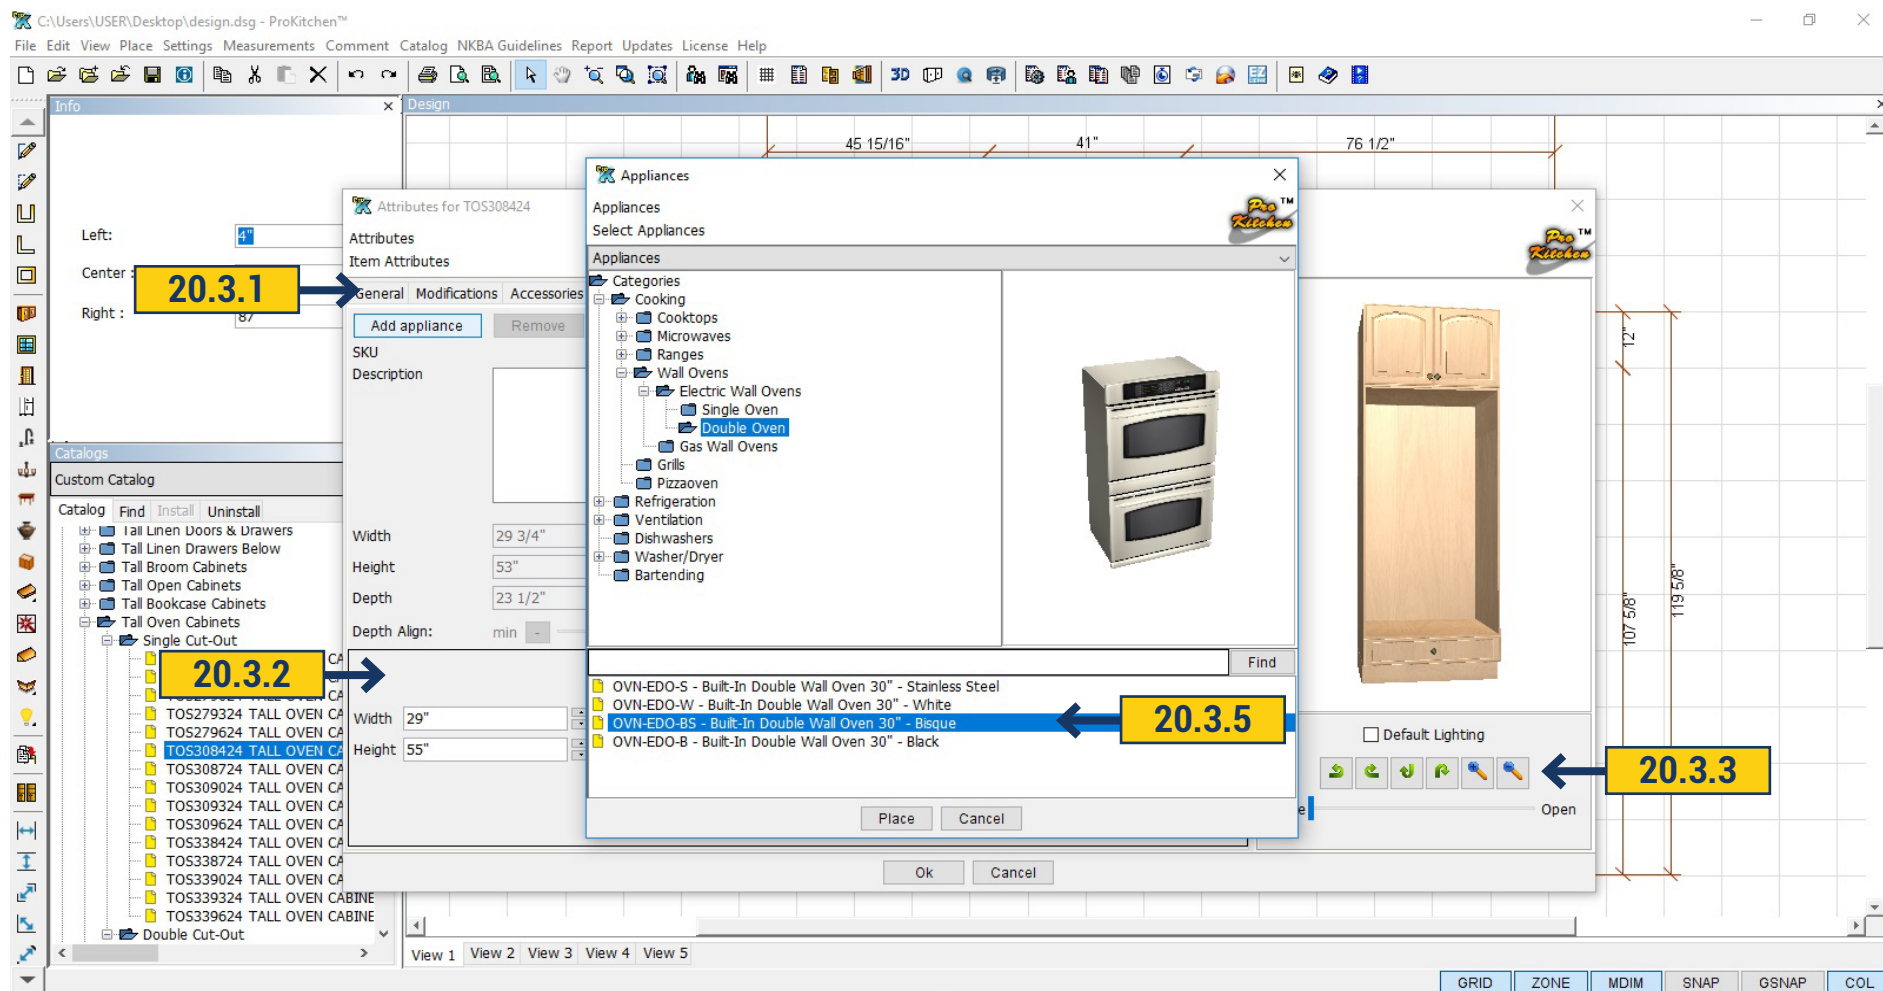 C:\Users\USER\Desktop\design.dsg - ProKitchen™
File Edit View Place Settings Measurements Comment Catalog NKBA Guidelines Report Updates License Help
3D
Info
Design
45 15/16"
41"
76 1/2"
Left:
4"
Center :
Right :
87
20.3.1
Attributes for TOS308424
Attributes
Item Attributes
General Modifications Accessories
Add appliance
Remove
SKU
Description
Width
29 3/4"
Height
53"
Depth
23 1/2"
Depth Align:
min
-
20.3.2
Width
29"
Height
55"
Ok
Cancel
Appliances
Appliances
Select Appliances
Pro Kitchen TM
Appliances
Categories
Cooking
Cooktops
Microwaves
Ranges
Wall Ovens
Electric Wall Ovens
Single Oven
Double Oven
Gas Wall Ovens
Grills
Pizzaoven
Refrigeration
Ventilation
Dishwashers
Washer/Dryer
Bartending
Find
OVN-EDO-S - Built-In Double Wall Oven 30" - Stainless Steel
OVN-EDO-W - Built-In Double Wall Oven 30" - White
OVN-EDO-BS - Built-In Double Wall Oven 30" - Bisque
OVN-EDO-B - Built-In Double Wall Oven 30" - Black
20.3.5
Place
Cancel
Pro Kitchen TM
Default Lighting
20.3.3
e
Open
12"
107 5/8"
119 5/8"
Catalogs
Custom Catalog
Catalog Find Install Uninstall
Tall Linen Doors & Drawers
Tall Linen Drawers Below
Tall Broom Cabinets
Tall Open Cabinets
Tall Bookcase Cabinets
Tall Oven Cabinets
Single Cut-Out
CA
CA
TOS279324 TALL OVEN CA
TOS279624 TALL OVEN CA
TOS308424 TALL OVEN CA
TOS308724 TALL OVEN CA
TOS309024 TALL OVEN CA
TOS309324 TALL OVEN CA
TOS309624 TALL OVEN CA
TOS338424 TALL OVEN CA
TOS338724 TALL OVEN CA
TOS339024 TALL OVEN CA
TOS339324 TALL OVEN CABINE
TOS339624 TALL OVEN CABINE
Double Cut-Out
View 1 View 2 View 3 View 4 View 5
GRID ZONE MDIM SNAP GSNAP COL